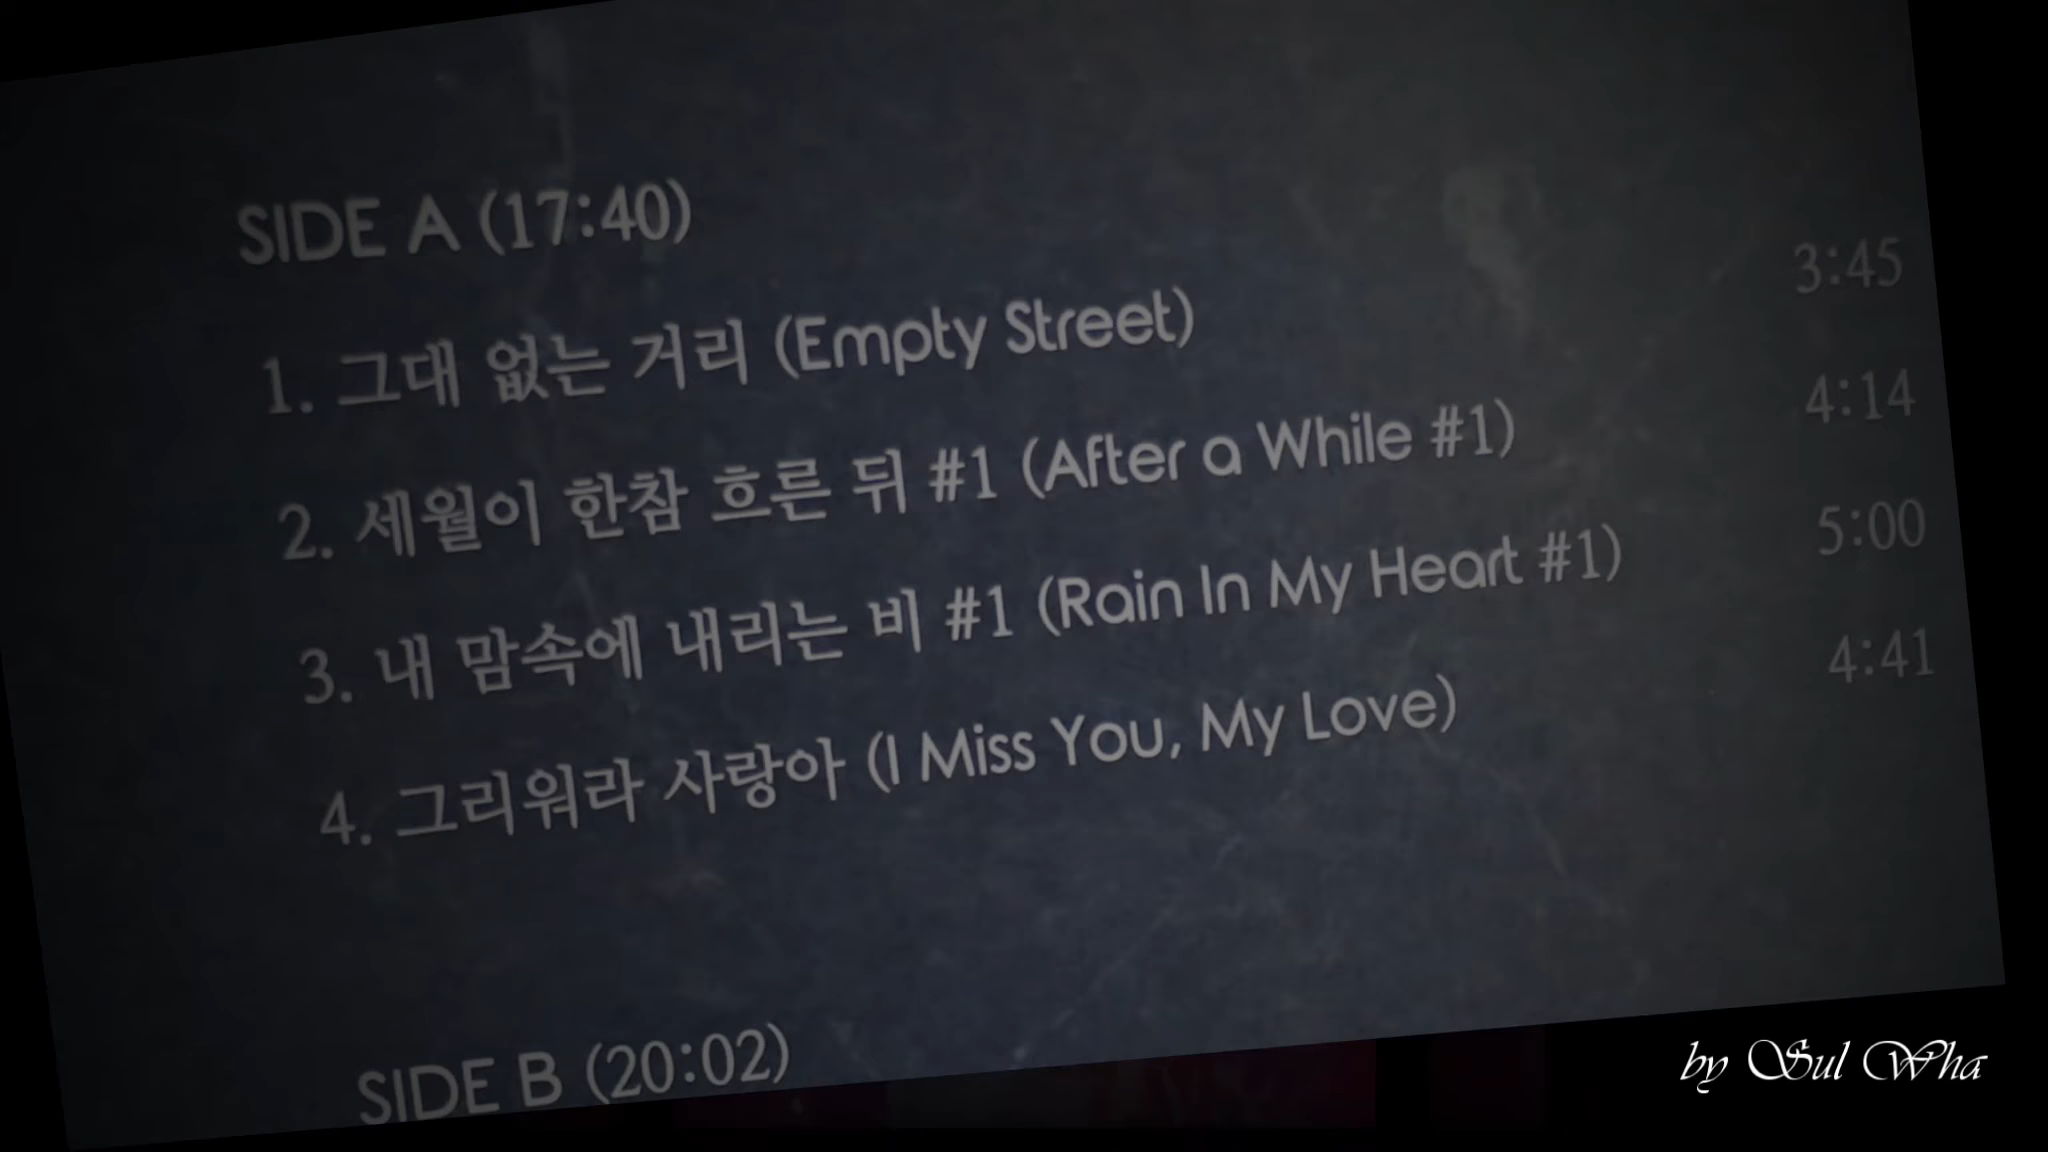 SIDE A (17:40)
1. 그대 없는 거리 (Empty Street) 3:45
2. 세월이 한참 흐른 뒤 #1 (After a While #1) 4:14
3. 내 맘속에 내리는 비 #1 (Rain In My Heart #1) 5:00
4. 그리워라 사랑아 (I Miss You, My Love) 4:41
SIDE B (20:02)
by Sul Wha